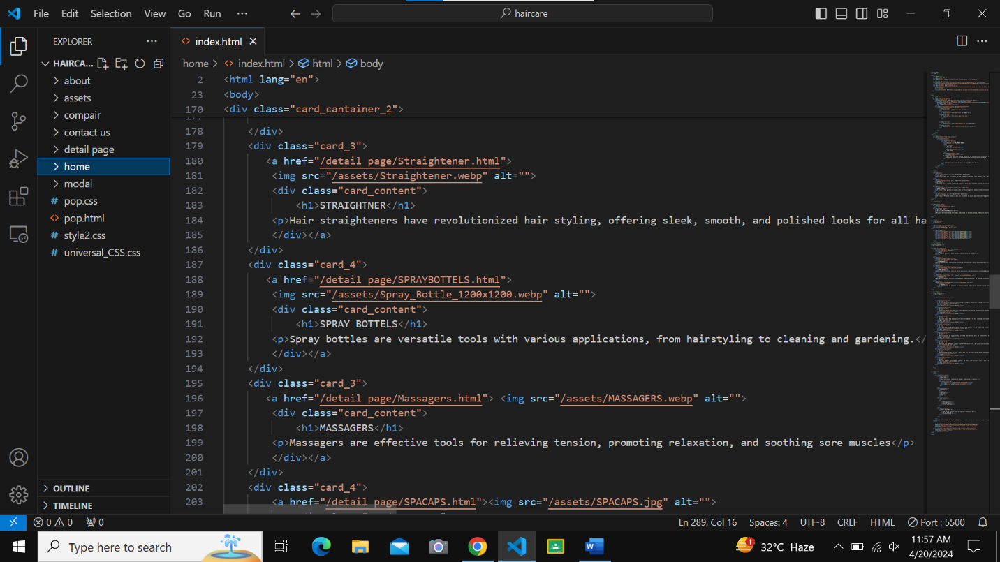 File Edit Selection View Go Run ··· haircare
EXPLORER ···
index.html
HAIRCA...
home > index.html > html > body
about
assets
compair
contact us
detail page
home
modal
pop.css
pop.html
style2.css
universal_CSS.css
OUTLINE
TIMELINE
2 <html lang="en">
23 <body>
170 <div class="card_cantainer_2">
178 </div>
179 <div class="card_3">
180 <a href="/detail page/Straightener.html">
181 <img src="/assets/Straightener.webp" alt="">
182 <div class="card_content">
183 <h1>STRAIGHTNER</h1>
184 <p>Hair straighteners have revolutionized hair styling, offering sleek, smooth, and polished looks for all ha
185 </div></a>
186 </div>
187 <div class="card_4">
188 <a href="/detail page/SPRAYBOTTELS.html">
189 <img src="/assets/Spray_Bottle_1200x1200.webp" alt="">
190 <div class="card_content">
191 <h1>SPRAY BOTTELS</h1>
192 <p>Spray bottles are versatile tools with various applications, from hairstyling to cleaning and gardening.</
193 </div></a>
194 </div>
195 <div class="card_3">
196 <a href="/detail page/Massagers.html"> <img src="/assets/MASSAGERS.webp" alt="">
197 <div class="card_content">
198 <h1>MASSAGERS</h1>
199 <p>Massagers are effective tools for relieving tension, promoting relaxation, and soothing sore muscles</p>
200 </div></a>
201 </div>
202 <div class="card_4">
203 <a href="/detail page/SPACAPS.html"><img src="/assets/SPACAPS.jpg" alt="">
0 0 0 Ln 289, Col 16 Spaces: 4 UTF-8 CRLF HTML Port : 5500
Type here to search
1 32°C Haze
11:57 AM
4/20/2024